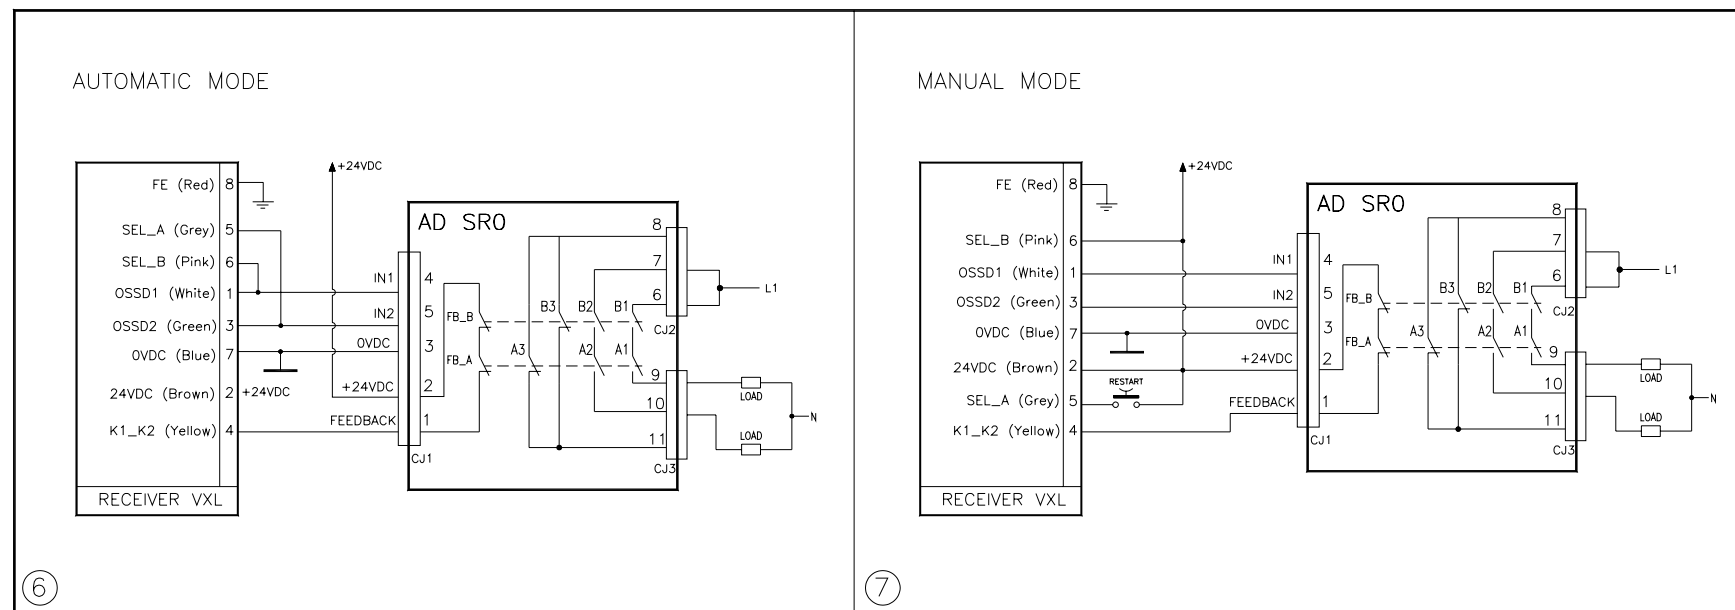 AUTOMATIC MODE
+24VDC
FE (Red) 8
SEL_A (Grey) 5
SEL_B (Pink) 6
OSSD1 (White) 1
OSSD2 (Green) 3
0VDC (Blue) 7
24VDC (Brown) 2 +24VDC
K1_K2 (Yellow) 4
RECEIVER VXL
AD SR0
IN1 4
IN2 5
0VDC 3
+24VDC 2
FEEDBACK 1
CJ1
FB_B
FB_A
B3 B2 B1
A3 A2 A1
8
7
6
CJ2
L1
9
10
11
CJ3
LOAD
LOAD
N
6
MANUAL MODE
+24VDC
FE (Red) 8
SEL_B (Pink) 6
OSSD1 (White) 1
OSSD2 (Green) 3
0VDC (Blue) 7
24VDC (Brown) 2
SEL_A (Grey) 5
K1_K2 (Yellow) 4
RECEIVER VXL
RESTART
AD SR0
IN1 4
IN2 5
0VDC 3
+24VDC 2
FEEDBACK 1
CJ1
FB_B
FB_A
B3 B2 B1
A3 A2 A1
8
7
6
CJ2
L1
9
10
11
CJ3
LOAD
LOAD
N
7